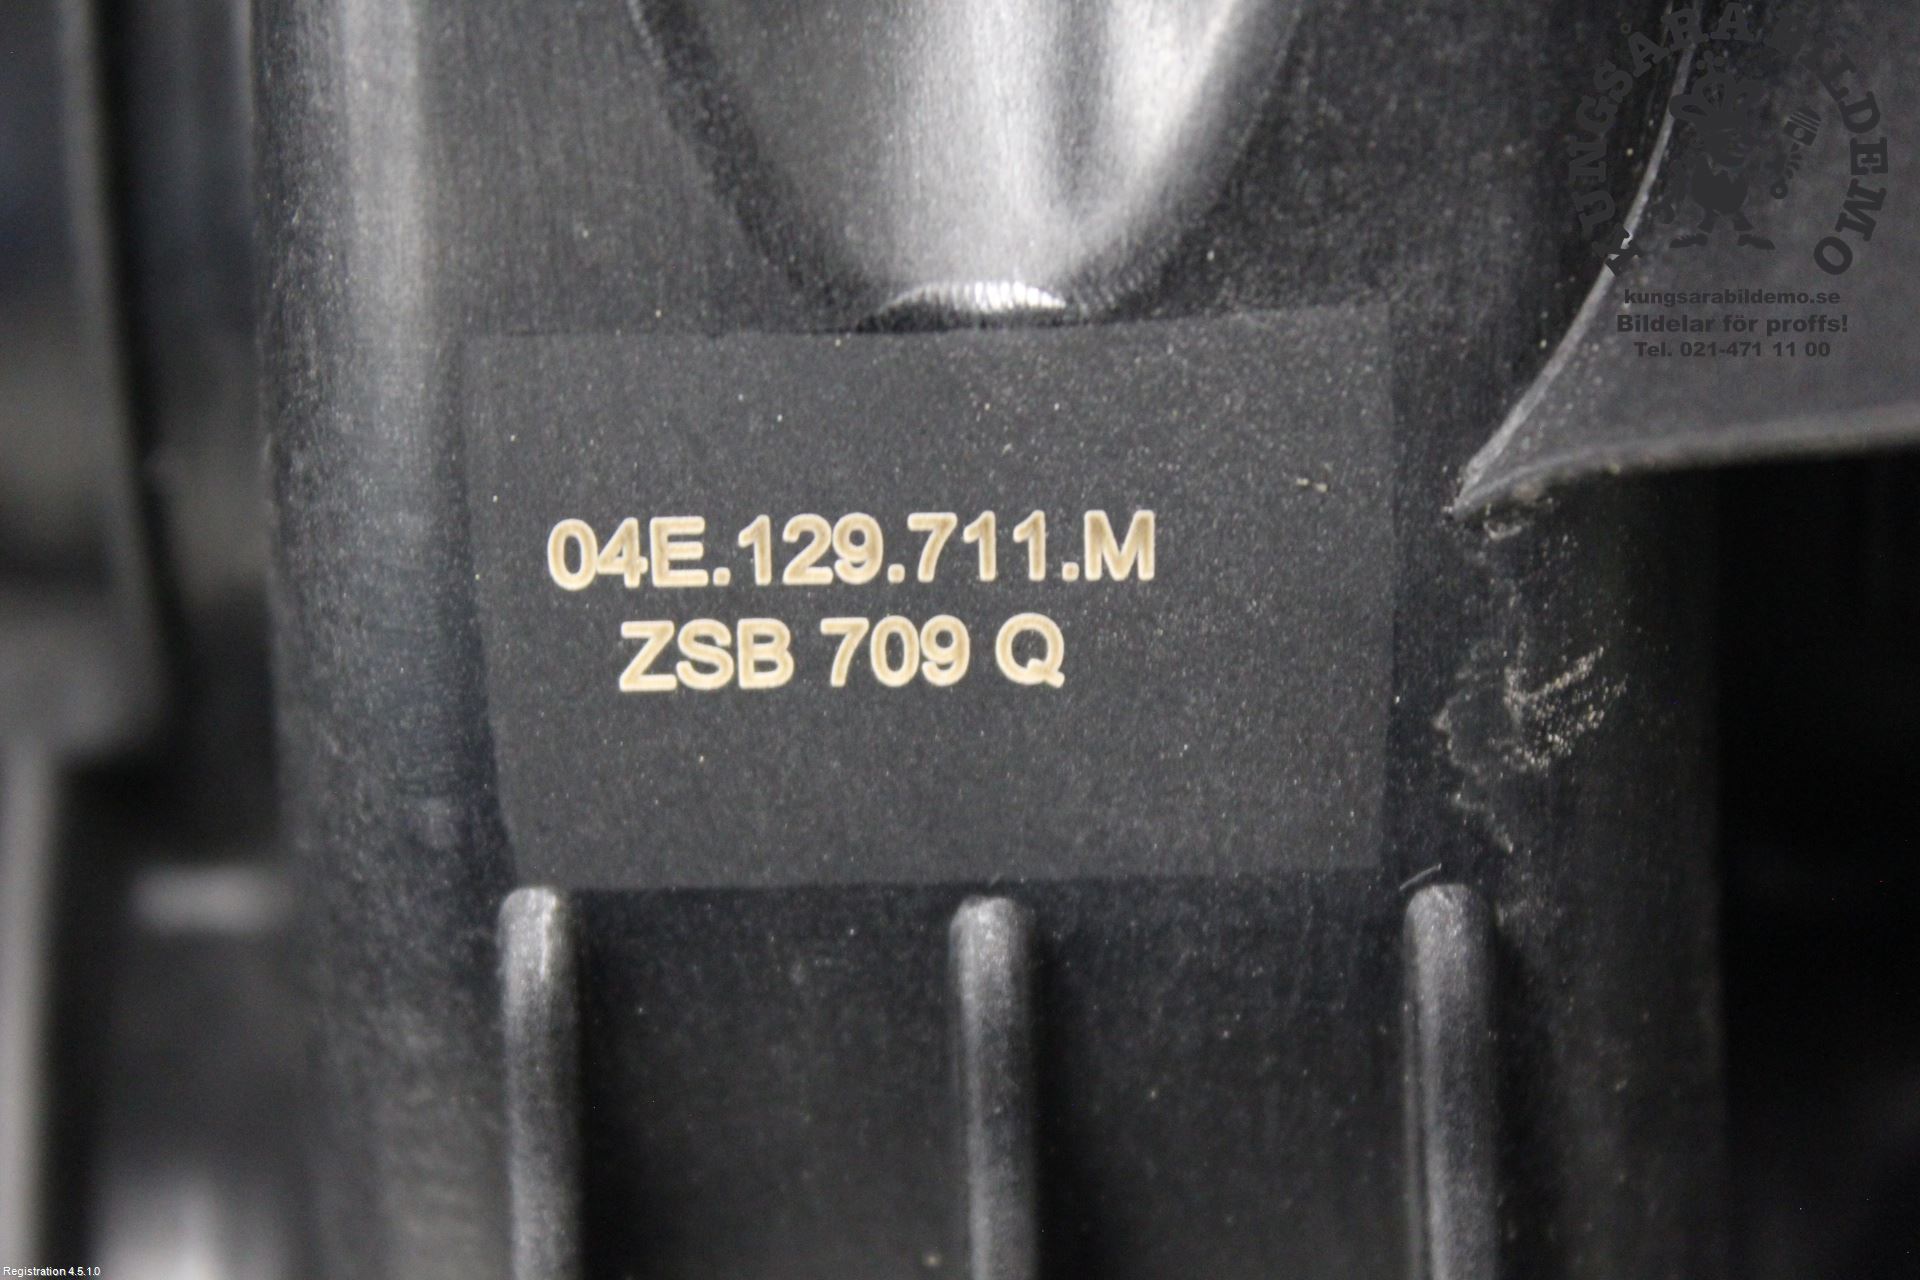 KUNGSARA BILDEMO
kungsarabildemo.se
Bildelar för proffs!
Tel. 021-471 11 00
04E.129.711.M
ZSB 709 Q
Registration 4.5.1.0